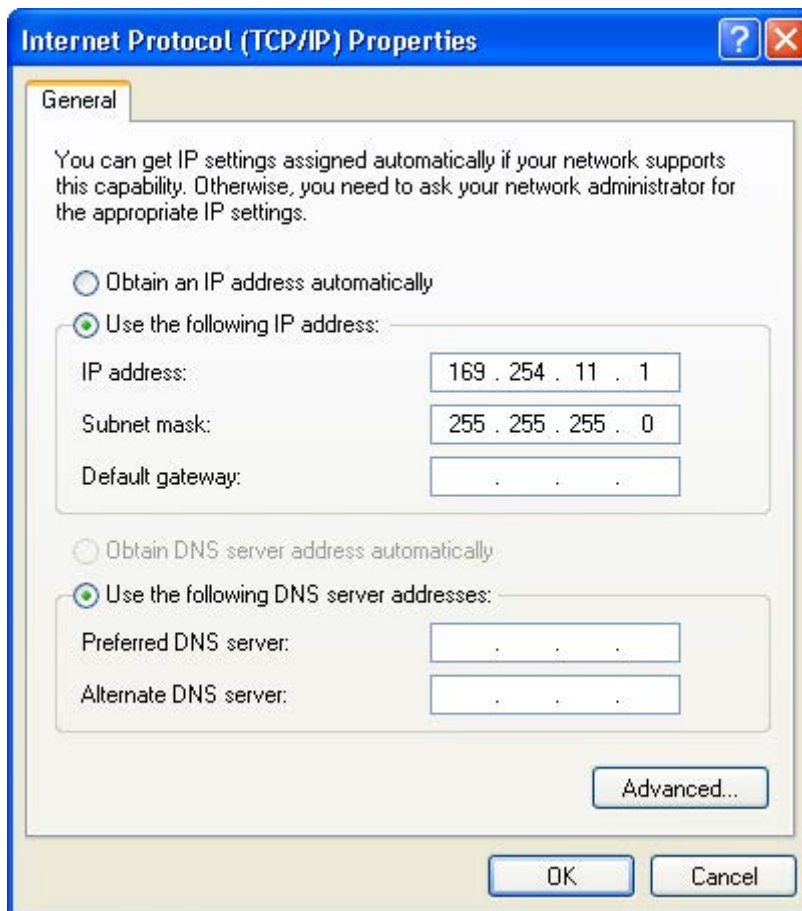 Internet Protocol (TCP/IP) Properties
General
You can get IP settings assigned automatically if your network supports
this capability. Otherwise, you need to ask your network administrator for
the appropriate IP settings.
Obtain an IP address automatically
Use the following IP address:
IP address: 169 . 254 . 11 . 1
Subnet mask: 255 . 255 . 255 . 0
Default gateway: . . .
Obtain DNS server address automatically
Use the following DNS server addresses:
Preferred DNS server: . . .
Alternate DNS server: . . .
Advanced...
OK Cancel